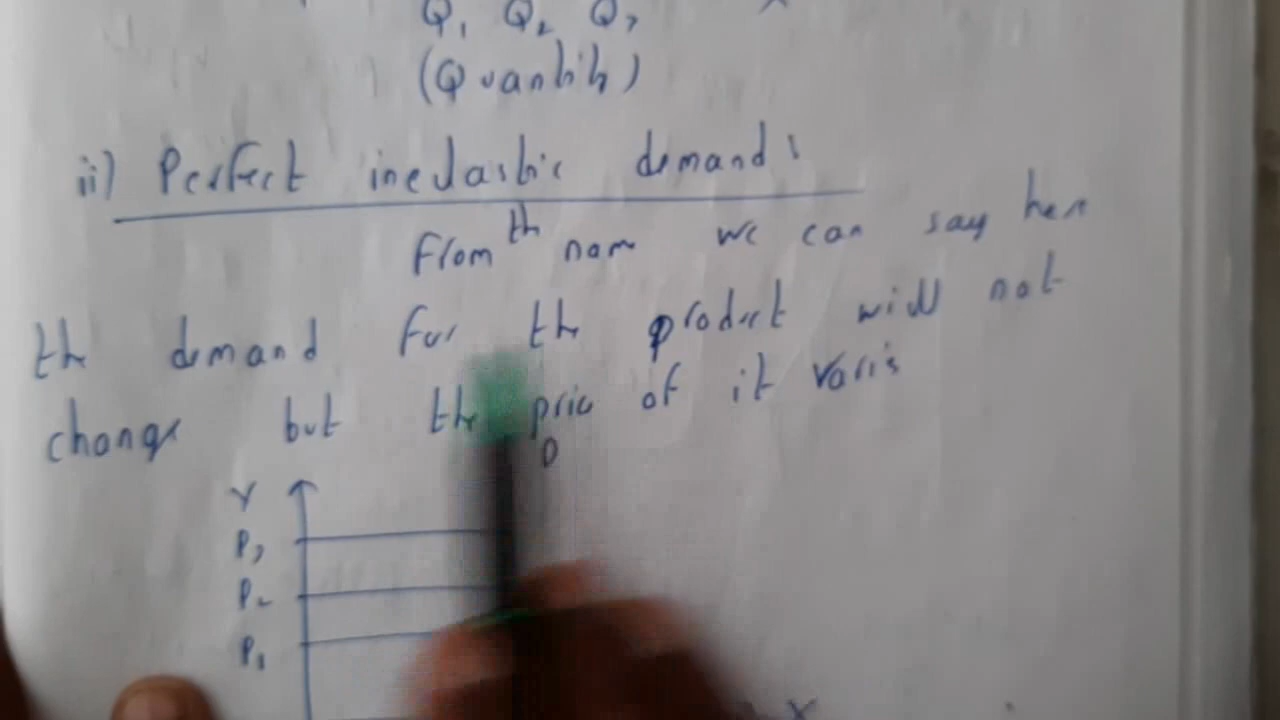 Q1 Q2 Q3
(Quantity)
ii) Perfect inelastic demand:
From the name we can say here
the demand for the product will not
change but the price of it varis
D
Y
P3
P2
P1
X